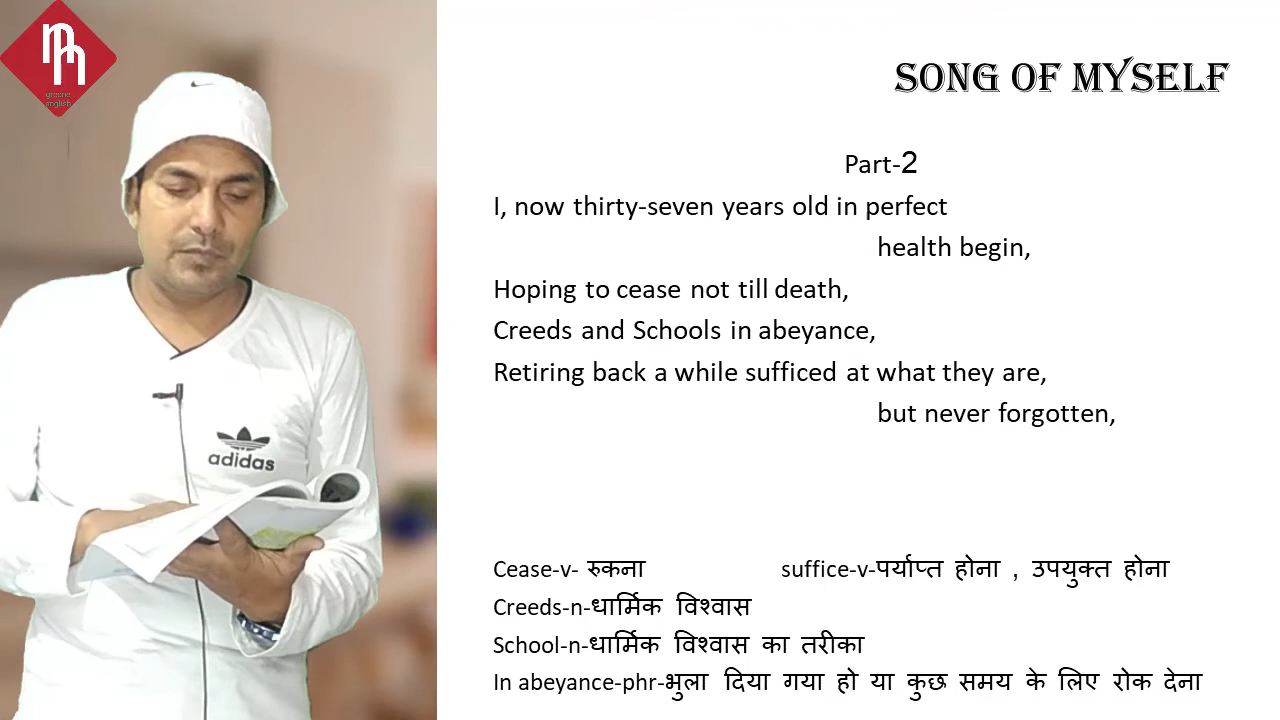 greene
english
SONG OF MYSELF
Part-2
I, now thirty-seven years old in perfect
health begin,
Hoping to cease not till death,
Creeds and Schools in abeyance,
Retiring back a while sufficed at what they are,
but never forgotten,
adidas
Cease-v- रुकना suffice-v-पर्याप्त होना , उपयुक्त होना
Creeds-n-धार्मिक विश्वास
School-n-धार्मिक विश्वास का तरीका
In abeyance-phr-भुला दिया गया हो या कुछ समय के लिए रोक देना